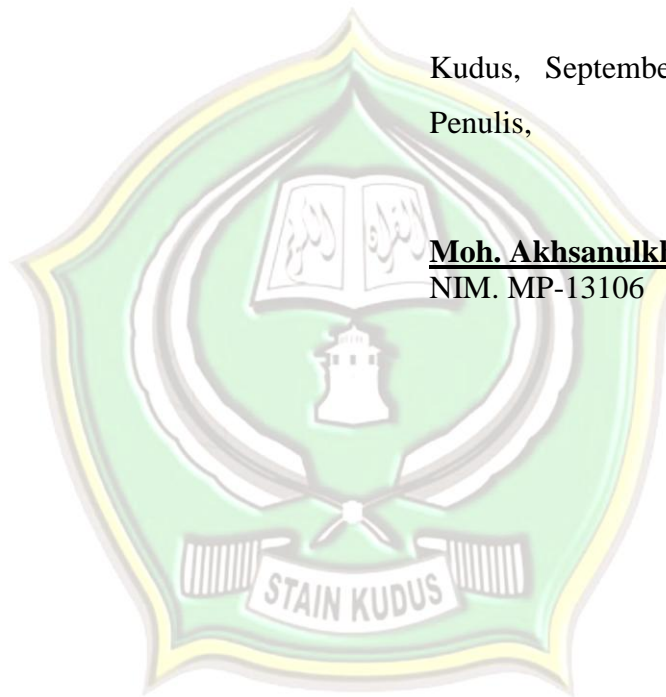 Kudus, Septembe
Penulis,
Moh. Akhsanulkl
NIM. MP-13106
STAIN KUDUS